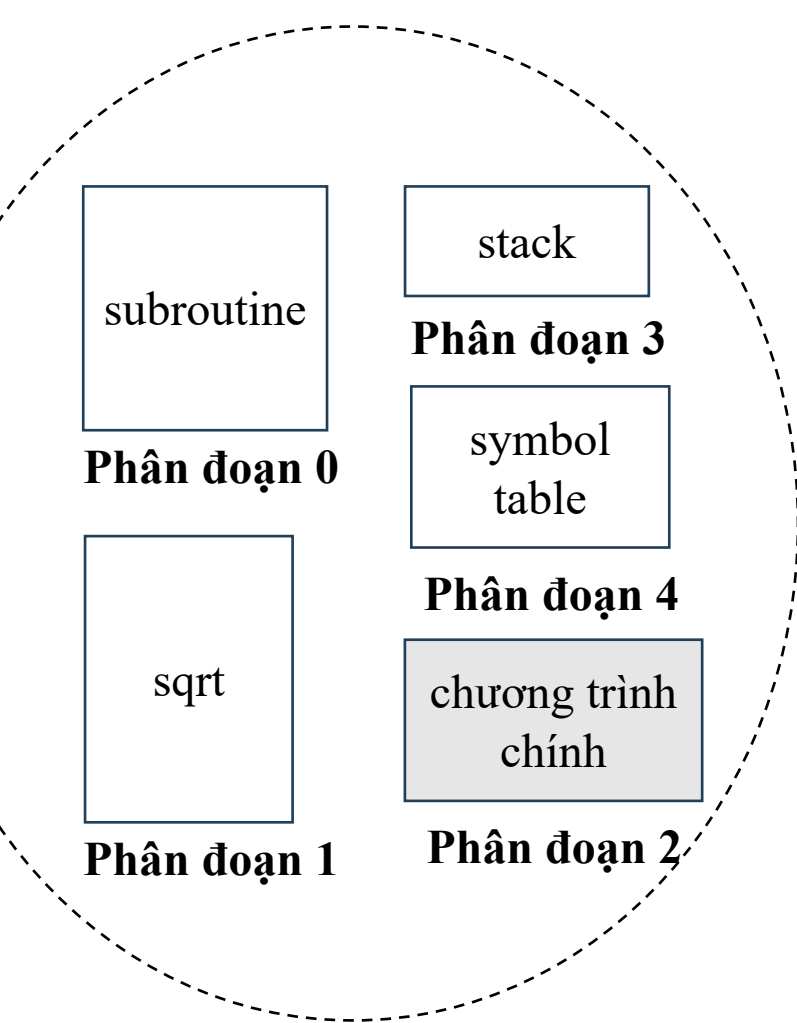 subroutine
Phân đoạn 0
sqrt
Phân đoạn 1
stack
Phân đoạn 3
symbol
table
Phân đoạn 4
chương trình
chính
Phân đoạn 2